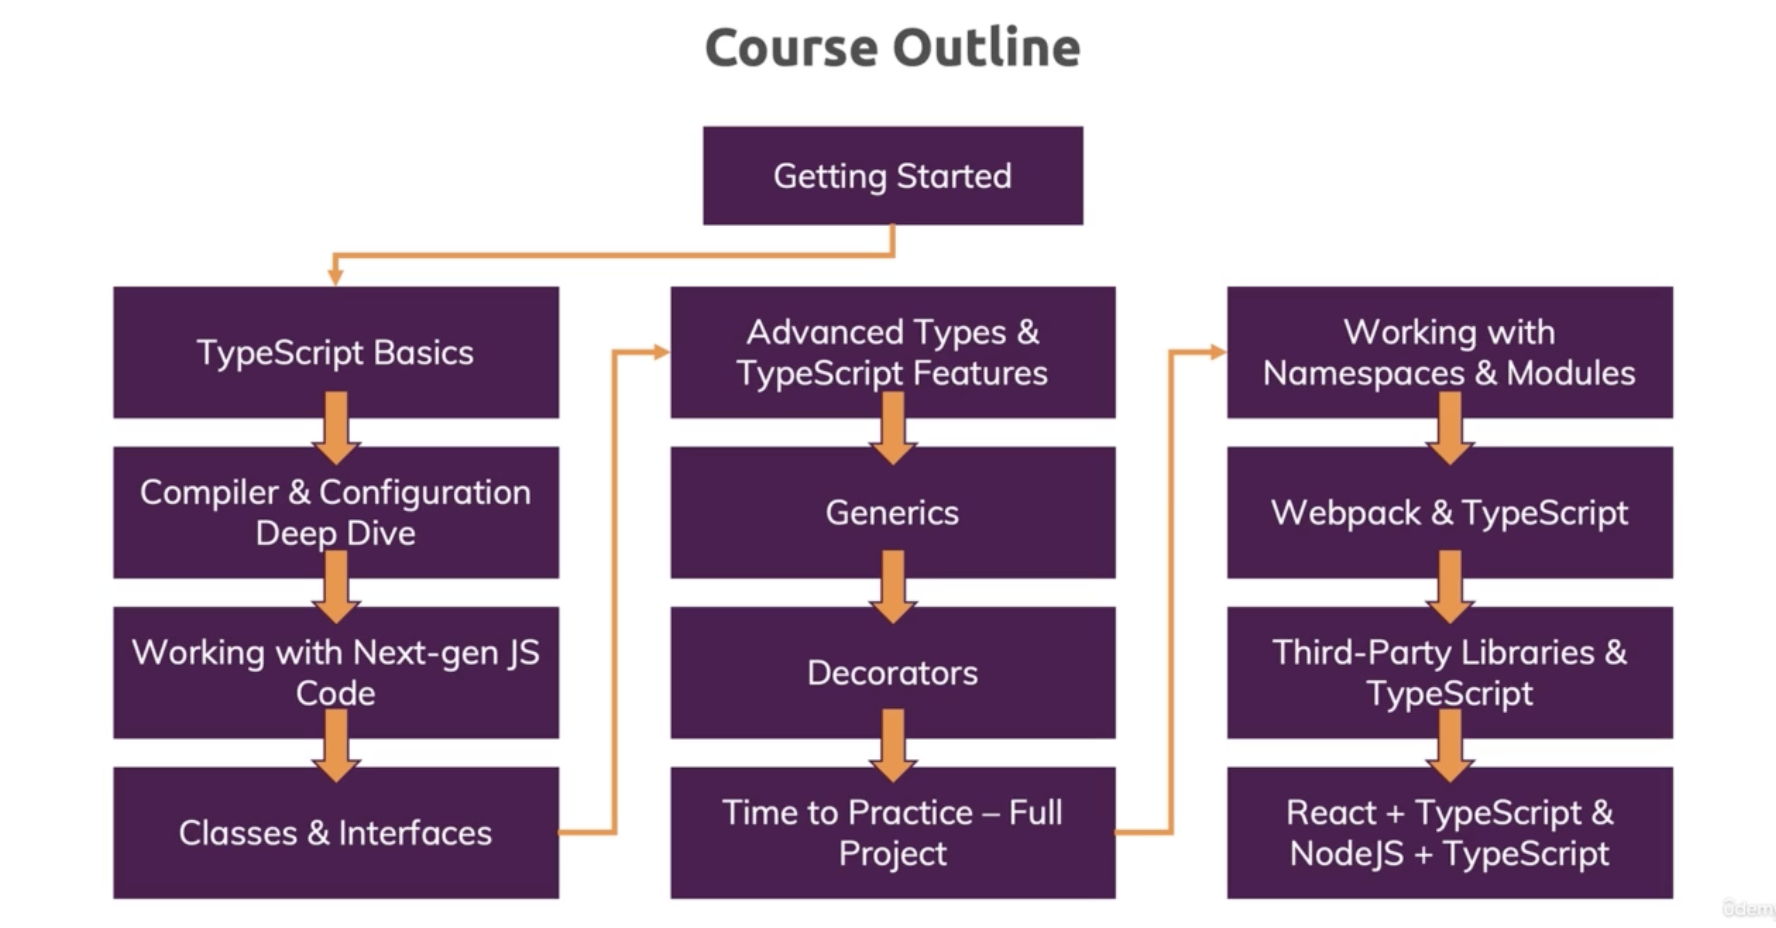 Course Outline
Getting Started
TypeScript Basics
Compiler & Configuration
Deep Dive
Working with Next-gen JS
Code
Classes & Interfaces
Advanced Types &
TypeScript Features
Generics
Decorators
Time to Practice – Full
Project
Working with
Namespaces & Modules
Webpack & TypeScript
Third-Party Libraries &
TypeScript
React + TypeScript &
NodeJS + TypeScript
ûdemy